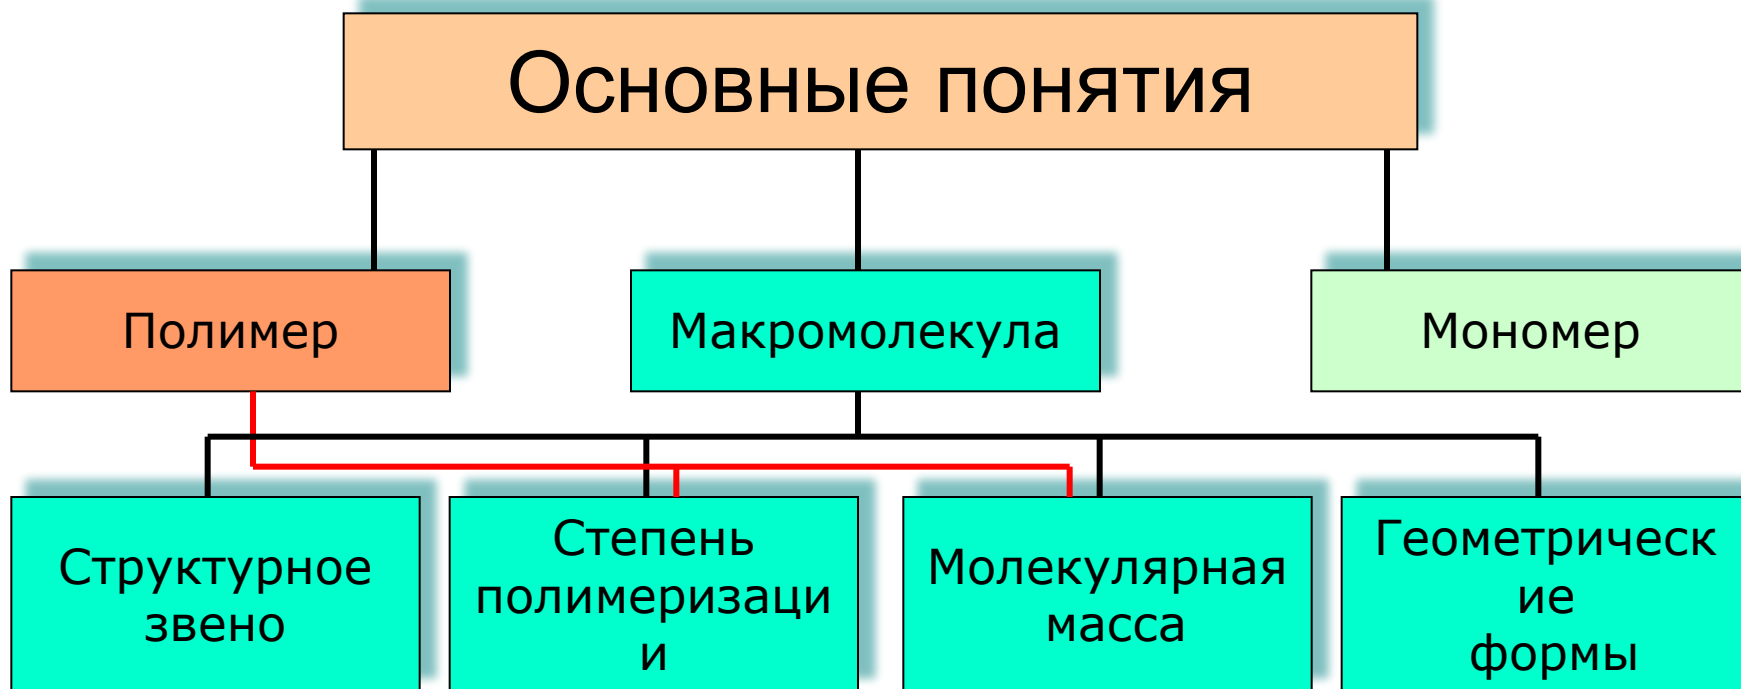 Основные понятия
Полимер
Макромолекула
Мономер
Структурное
звено
Степень
полимеризаци
и
Молекулярная
масса
Геометрическ
ие
формы